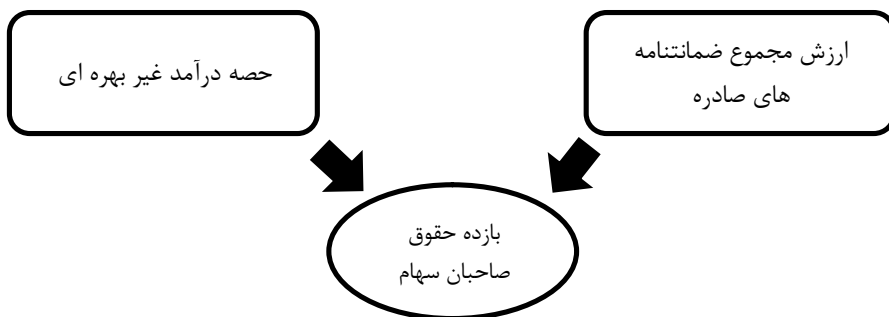 ارزش مجموع ضمانتنامه
های صادره
حصه درآمد غیر بهره ای
بازده حقوق
صاحبان سهام